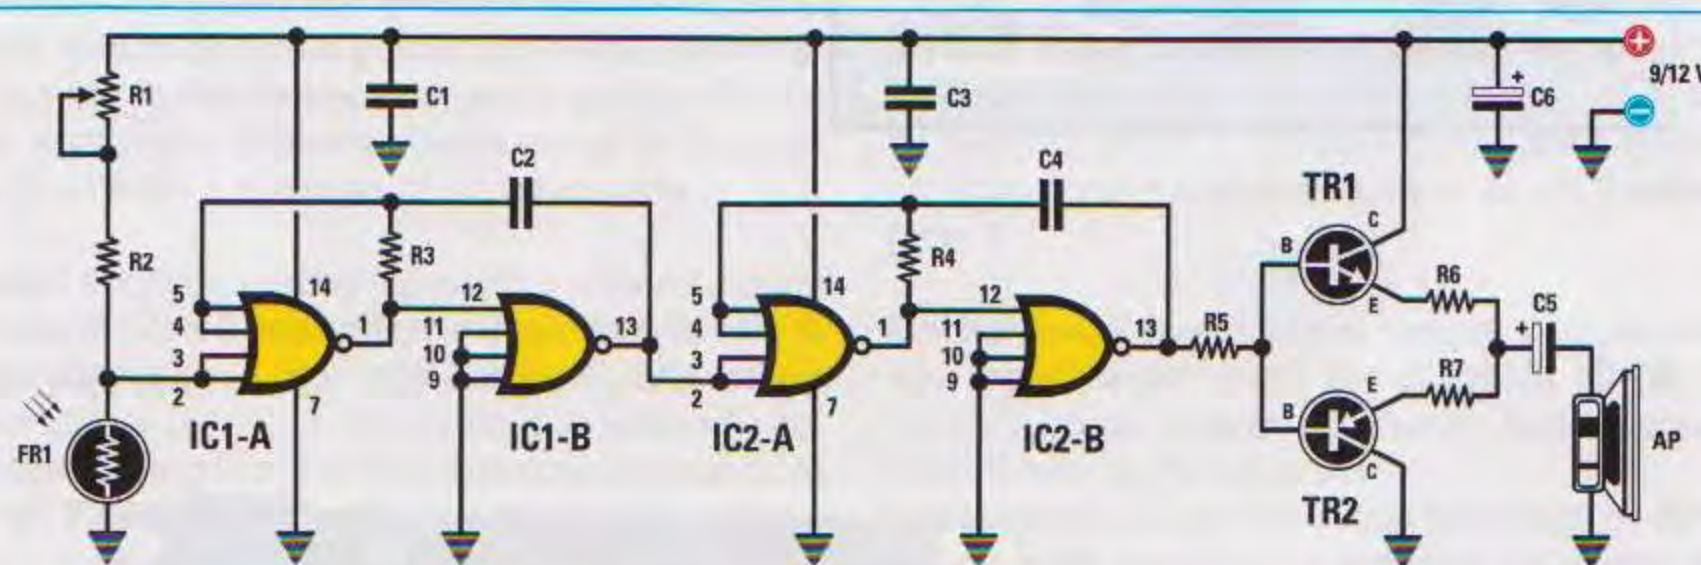 R1
C1
C3
+
C6
+
9/12 V
−
C2
C4
TR1
C
B
E
R2
R3
R4
R6
5
4
3
2
14
1
7
12
11
10
9
13
5
4
3
2
14
1
7
12
11
10
9
13
R5
+
C5
R7
E
B
C
FR1
IC1-A
IC1-B
IC2-A
IC2-B
TR2
AP